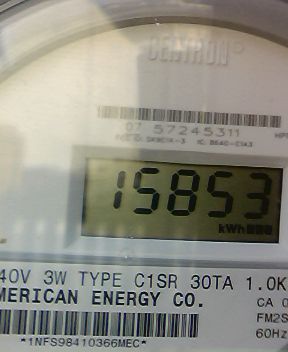 CENTRON
07 57245311
15853
kWh
40V 3W TYPE C1SR 30TA 1.0K
MERICAN ENERGY CO.
CA 0
FM2S
60Hz
*1NFS98410366MEC*